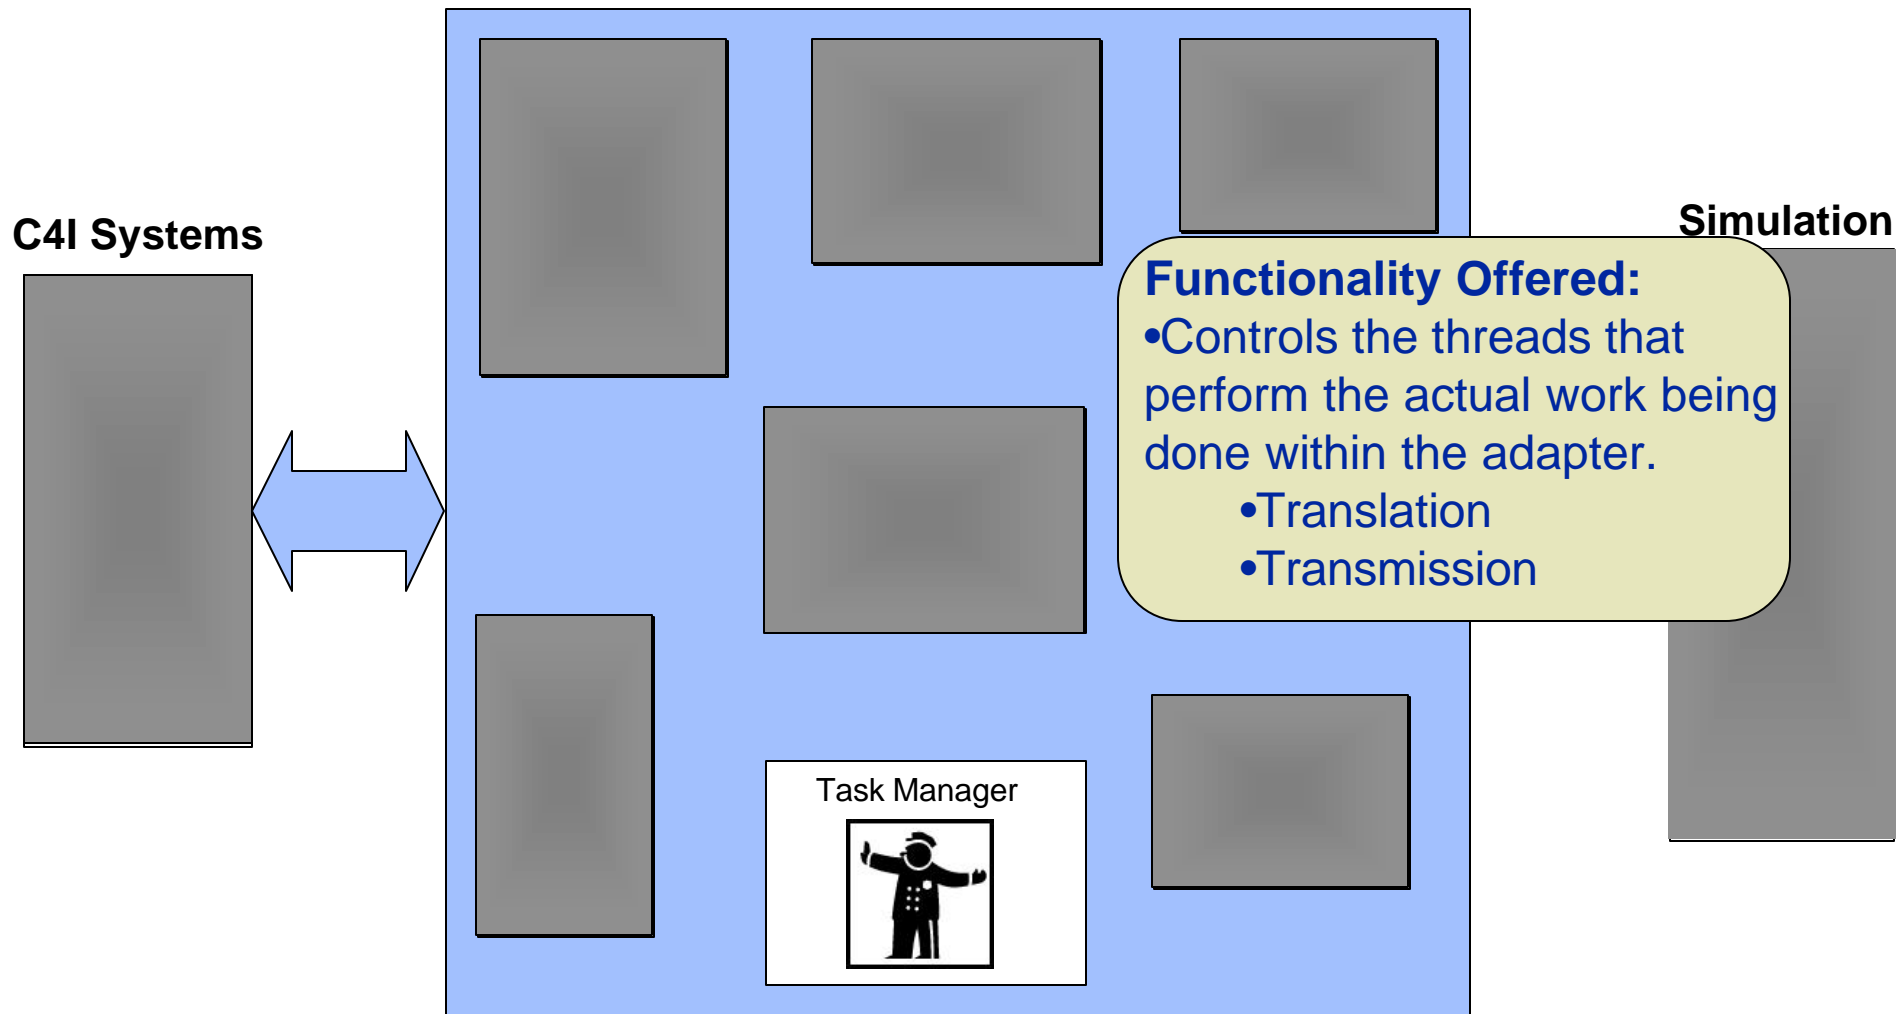 C4I Systems
Simulation
Functionality Offered:
•Controls the threads that
perform the actual work being
done within the adapter.
•Translation
•Transmission
Task Manager